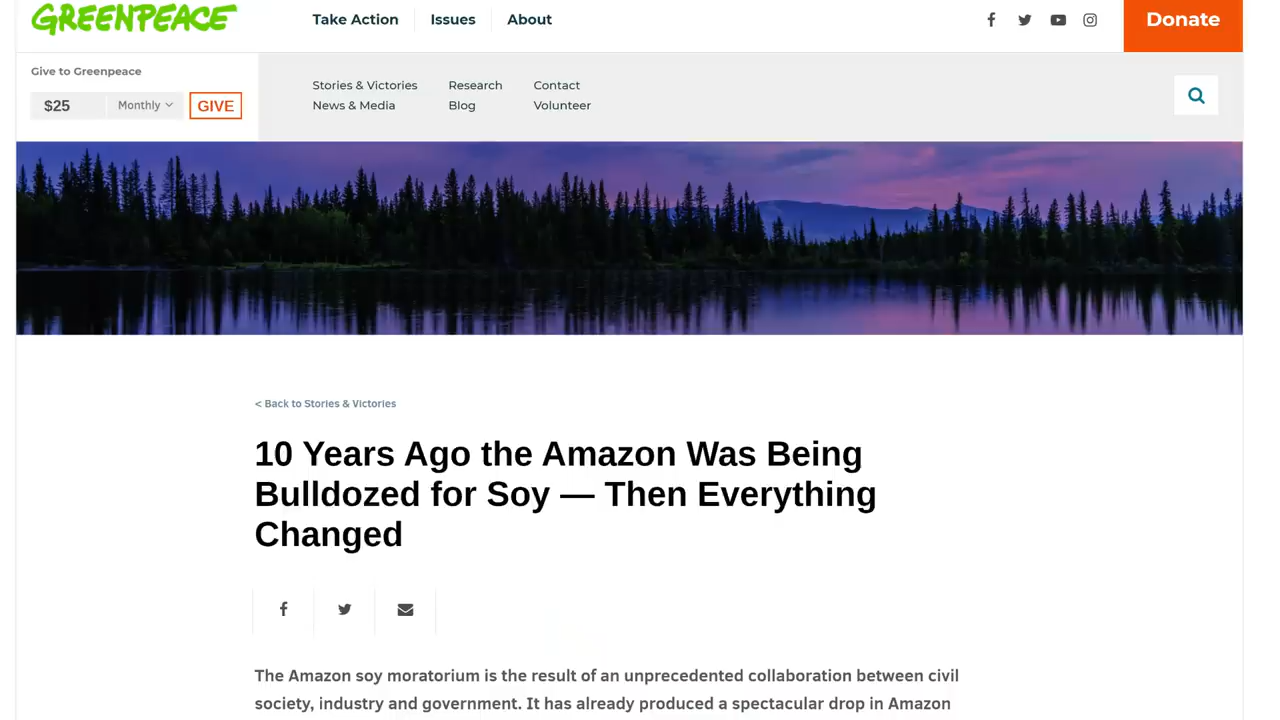 GREENPEACE
Take Action Issues About
Donate
Give to Greenpeace
$25 Monthly GIVE
Stories & Victories Research Contact
News & Media Blog Volunteer
< Back to Stories & Victories
10 Years Ago the Amazon Was Being
Bulldozed for Soy — Then Everything
Changed
The Amazon soy moratorium is the result of an unprecedented collaboration between civil
society, industry and government. It has already produced a spectacular drop in Amazon